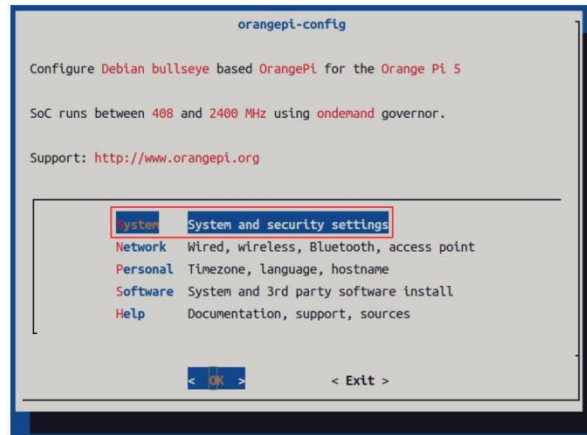 orangepi-config
Configure Debian bullseye based OrangePi for the Orange Pi 5
SoC runs between 408 and 2400 MHz using ondemand governor.
Support: http://www.orangepi.org
System System and security settings
Network Wired, wireless, Bluetooth, access point
Personal Timezone, language, hostname
Software System and 3rd party software install
Help Documentation, support, sources
< OK > < Exit >